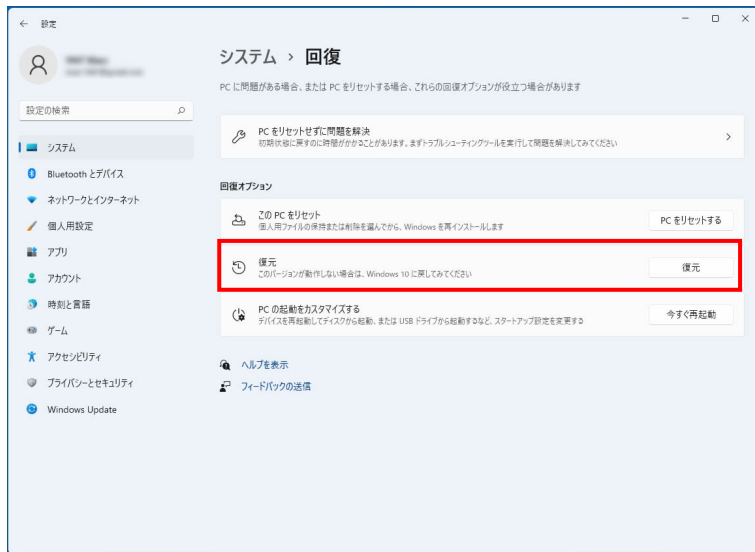 ← 設定
システム › 回復
PC に問題がある場合、または PC をリセットする場合、これらの回復オプションが役立つ場合があります
設定の検索
システム
Bluetooth とデバイス
ネットワークとインターネット
個人用設定
アプリ
アカウント
時刻と言語
ゲーム
アクセシビリティ
プライバシーとセキュリティ
Windows Update
PC をリセットせずに問題を解決
初期状態に戻すのに時間がかかることがあります。まずトラブルシューティングツールを実行して問題を解決してみてください
回復オプション
この PC をリセット
個人用ファイルの保持または削除を選んでから、Windows を再インストールします
PC をリセットする
復元
このバージョンが動作しない場合は、Windows 10 に戻してみてください
復元
PC の起動をカスタマイズする
デバイスを再起動してディスクから起動、または USB ドライブから起動するなど、スタートアップ設定を変更する
今すぐ再起動
ヘルプを表示
フィードバックの送信